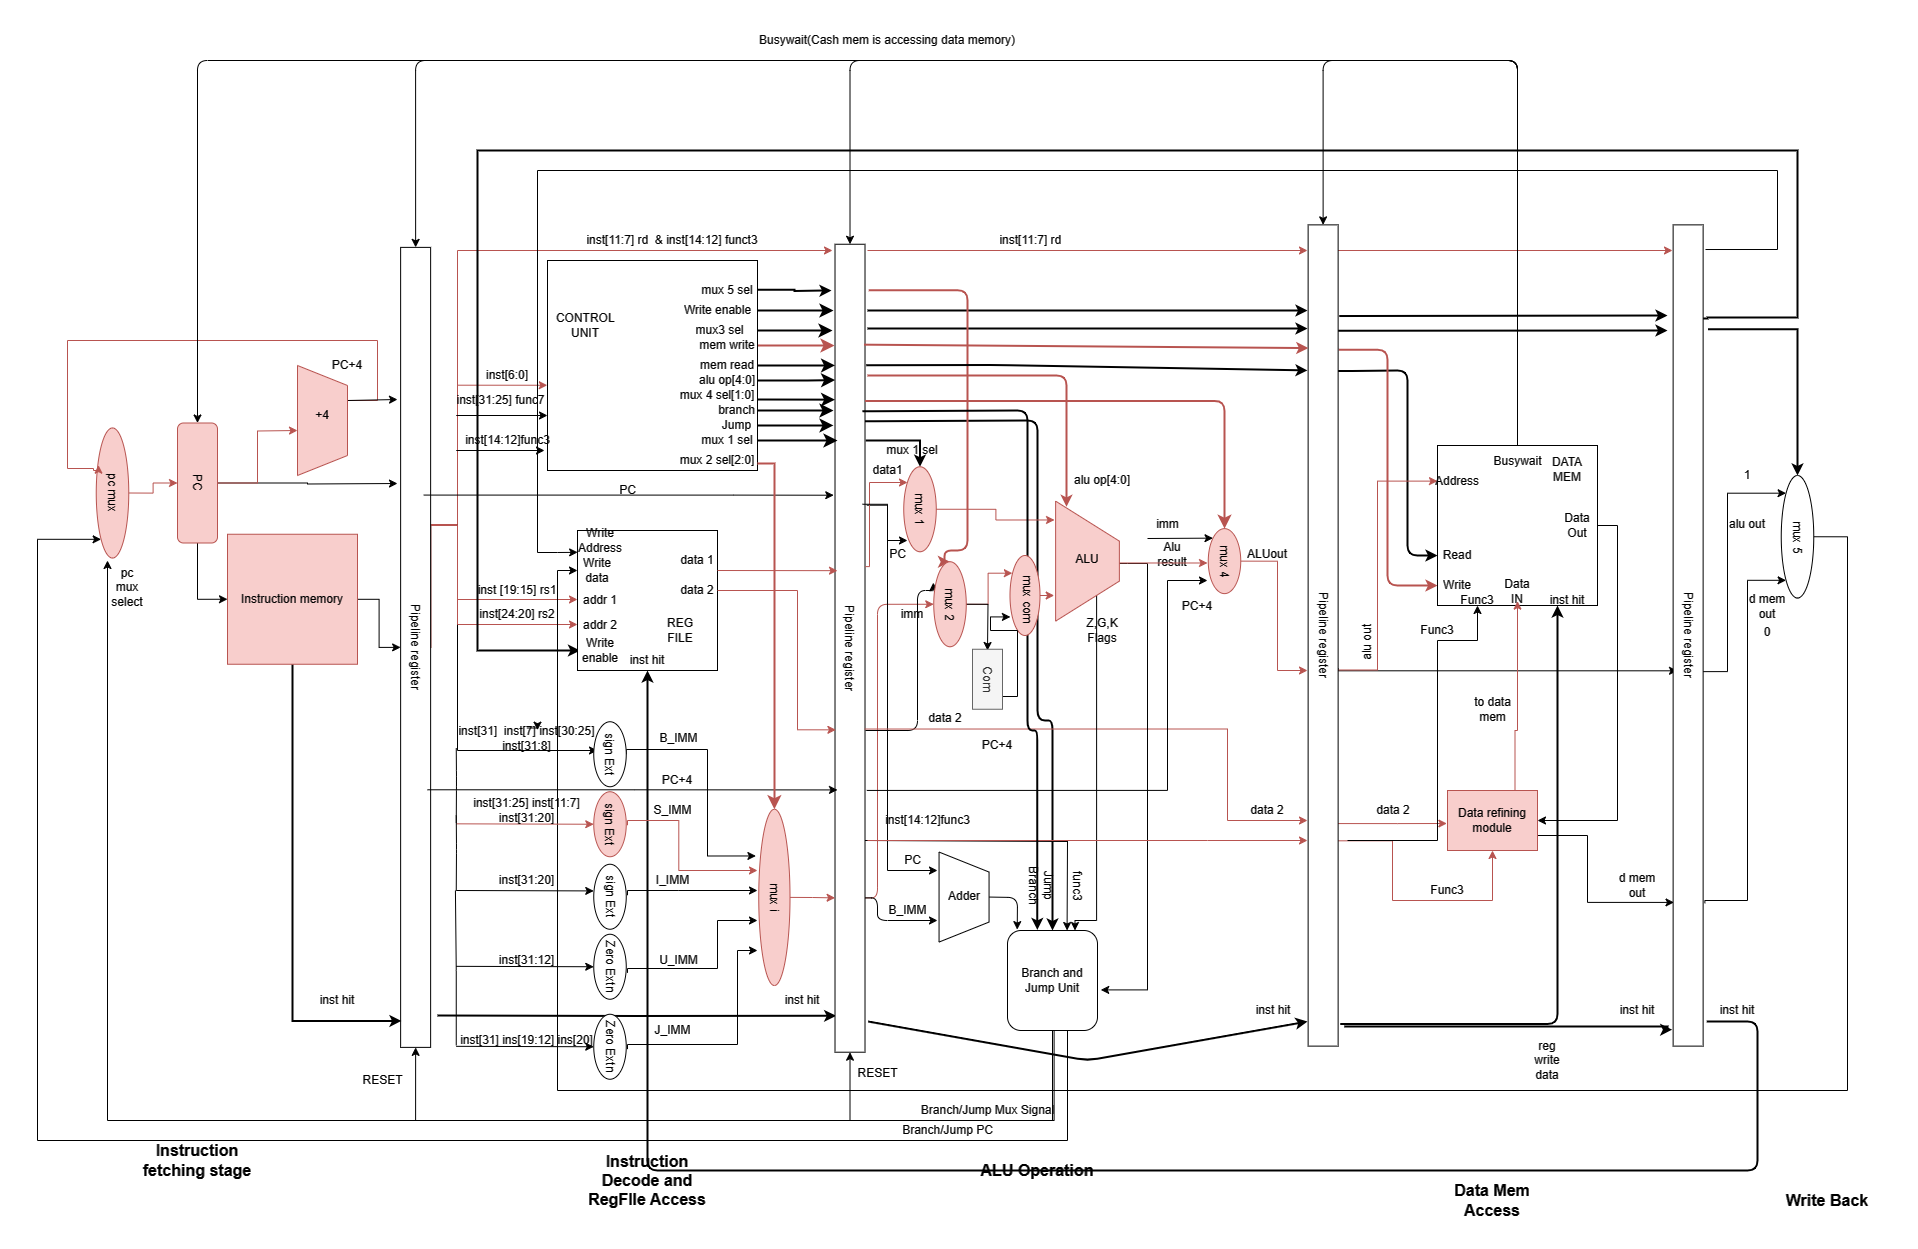 Busywait(Cash mem is accessing data memory)
inst[11:7] rd & inst[14:12] funct3
inst[11:7] rd
CONTROL
UNIT
mux 5 sel
Write enable
mux3 sel
mem write
mem read
alu op[4:0]
mux 4 sel[1:0]
branch
Jump
mux 1 sel
mux 2 sel[2:0]
inst[6:0]
inst[31:25] func7
inst[14:12]func3
PC+4
+4
pc mux
PC
pc
mux
select
Instruction memory
Pipeline register
PC
Write
Address
Write
data
addr 1
addr 2
Write
enable
data 1
data 2
REG
FILE
inst hit
inst [19:15] rs1
inst[24:20] rs2
inst[31] inst[7] inst[30:25]
inst[31:8]
sign Ext
B_IMM
PC+4
inst[31:25] inst[11:7]
inst[31:20]
sign Ext
S_IMM
inst[31:20]
sign Ext
I_IMM
inst[31:12]
Zero Extn
U_IMM
inst[31] ins[19:12] ins[20]
Zero Extn
J_IMM
mux i
inst hit
inst hit
RESET
Pipeline register
RESET
mux 1 sel
data1
mux 1
PC
imm
mux 2
mux com
Com
ALU
alu op[4:0]
Z,G,K
Flags
imm
Alu
result
PC+4
mux 4
ALUout
data 2
PC+4
inst[14:12]func3
PC
B_IMM
Adder
Branch
Jump
func3
Branch and
Jump Unit
data 2
inst hit
Pipeline register
alu out
Busywait
DATA
MEM
Address
Data
Out
Read
Write
Data
IN
Func3
inst hit
Func3
to data
mem
data 2
Data refining
module
Func3
d mem
out
inst hit
reg
write
data
Pipeline register
1
alu out
mux 5
d mem
out
0
inst hit
Branch/Jump Mux Signal
Branch/Jump PC
Instruction
fetching stage
Instruction
Decode and
RegFIle Access
ALU Operation
Data Mem
Access
Write Back